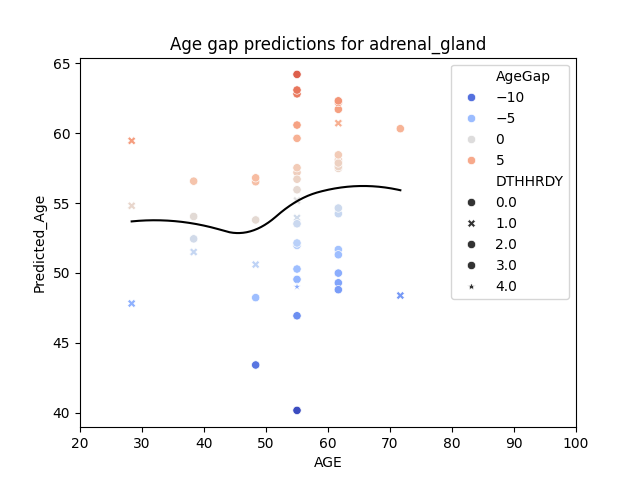 Age gap predictions for adrenal_gland
65
60
55
50
45
40
Predicted_Age
20 30 40 50 60 70 80 90 100
AGE
AgeGap
−10
−5
0
5
DTHHRDY
0.0
1.0
2.0
3.0
4.0